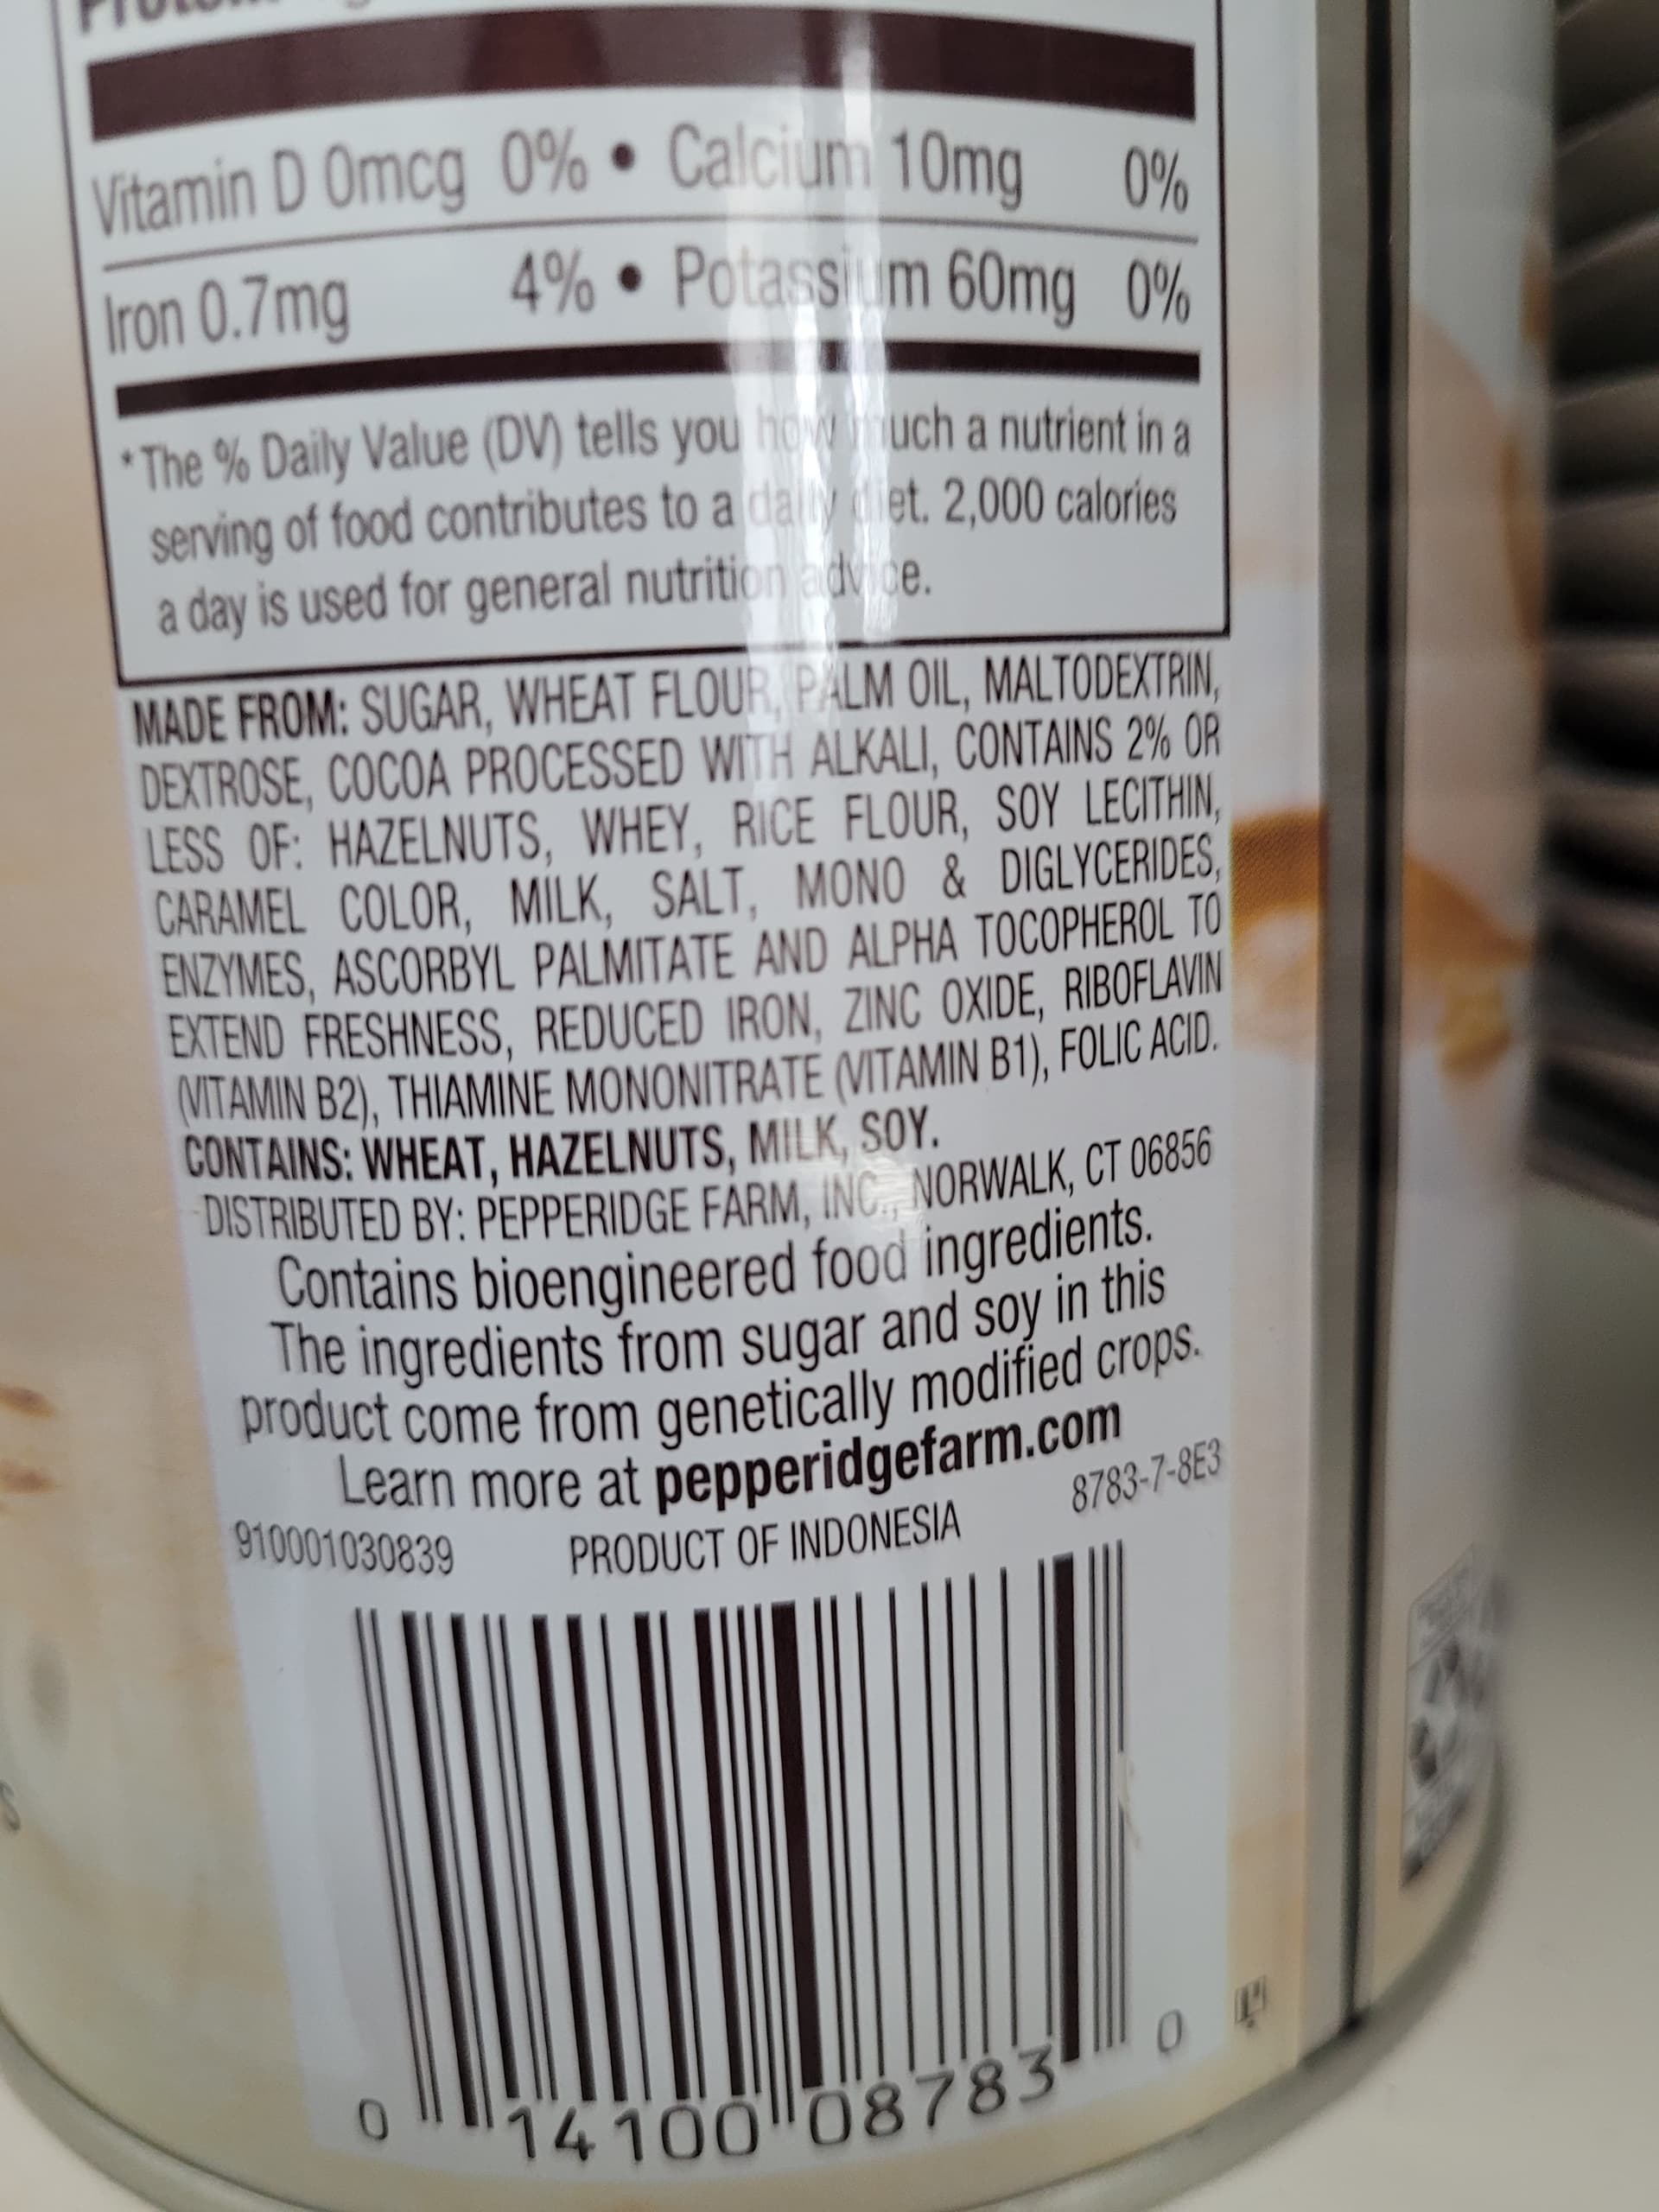 Vitamin D 0mcg 0% • Calcium 10mg 0%
Iron 0.7mg 4% • Potassium 60mg 0%
*The % Daily Value (DV) tells you how much a nutrient in a
serving of food contributes to a daily diet. 2,000 calories
a day is used for general nutrition advice.
MADE FROM: SUGAR, WHEAT FLOUR, PALM OIL, MALTODEXTRIN,
DEXTROSE, COCOA PROCESSED WITH ALKALI, CONTAINS 2% OR
LESS OF: HAZELNUTS, WHEY, RICE FLOUR, SOY LECITHIN,
CARAMEL COLOR, MILK, SALT, MONO & DIGLYCERIDES,
ENZYMES, ASCORBYL PALMITATE AND ALPHA TOCOPHEROL TO
EXTEND FRESHNESS, REDUCED IRON, ZINC OXIDE, RIBOFLAVIN
(VITAMIN B2), THIAMINE MONONITRATE (VITAMIN B1), FOLIC ACID.
CONTAINS: WHEAT, HAZELNUTS, MILK, SOY.
DISTRIBUTED BY: PEPPERIDGE FARM, INC., NORWALK, CT 06856
Contains bioengineered food ingredients.
The ingredients from sugar and soy in this
product come from genetically modified crops.
Learn more at pepperidgefarm.com
910001030839 PRODUCT OF INDONESIA 8783-7-8E3
0 14100 08783 0